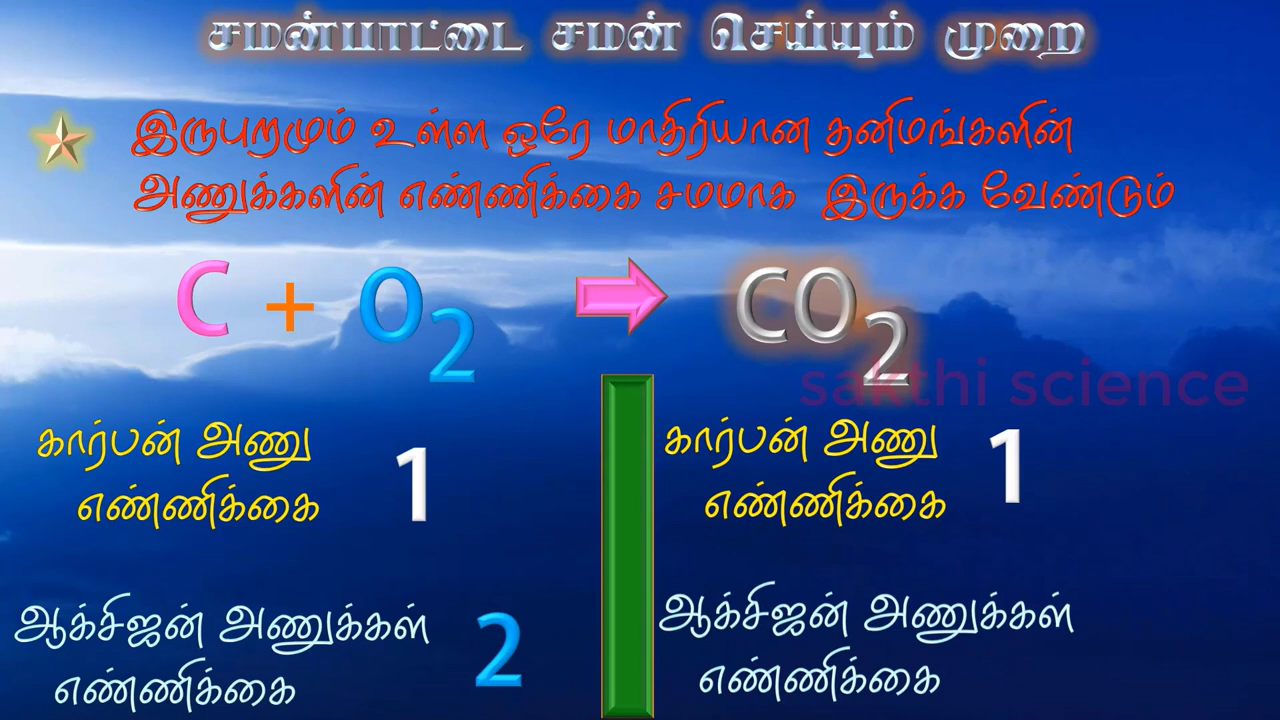 சமன்பாட்டை சமன் செய்யும் முறை
இருபுறமும் உள்ள ஒரே மாதிரியான தனிமங்களின்
அணுக்களின் எண்ணிக்கை சமமாக இருக்க வேண்டும்
C + O2 CO2
sakthi science
கார்பன் அணு
எண்ணிக்கை 1
கார்பன் அணு
எண்ணிக்கை 1
ஆக்சிஜன் அணுக்கள்
எண்ணிக்கை 2
ஆக்சிஜன் அணுக்கள்
எண்ணிக்கை